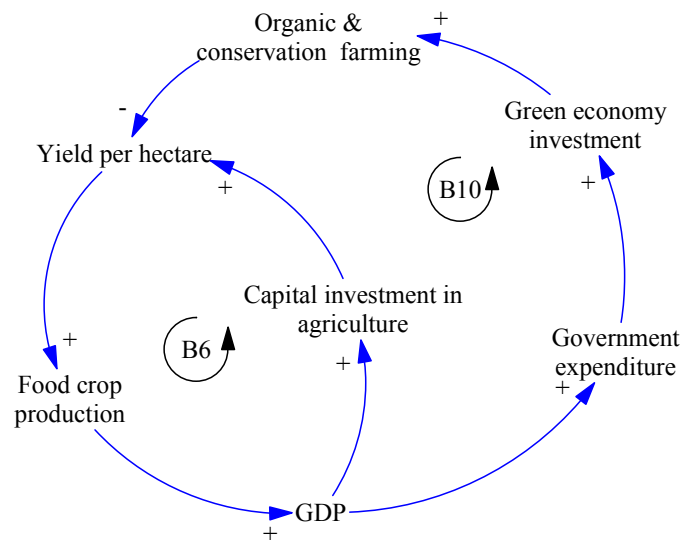 +
Organic &
conservation farming
Green economy
investment
-
Yield per hectare
+
B10
+
Capital investment in
agriculture
+
B6
+
Government
expenditure
+
Food crop
production
GDP
+